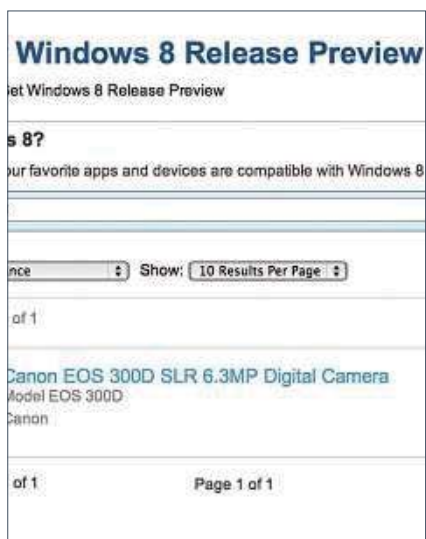 Windows 8 Release Preview
Get Windows 8 Release Preview
s 8?
our favorite apps and devices are compatible with Windows 8
nce Show: 10 Results Per Page
of 1
Canon EOS 300D SLR 6.3MP Digital Camera
Model EOS 300D
Canon
of 1 Page 1 of 1